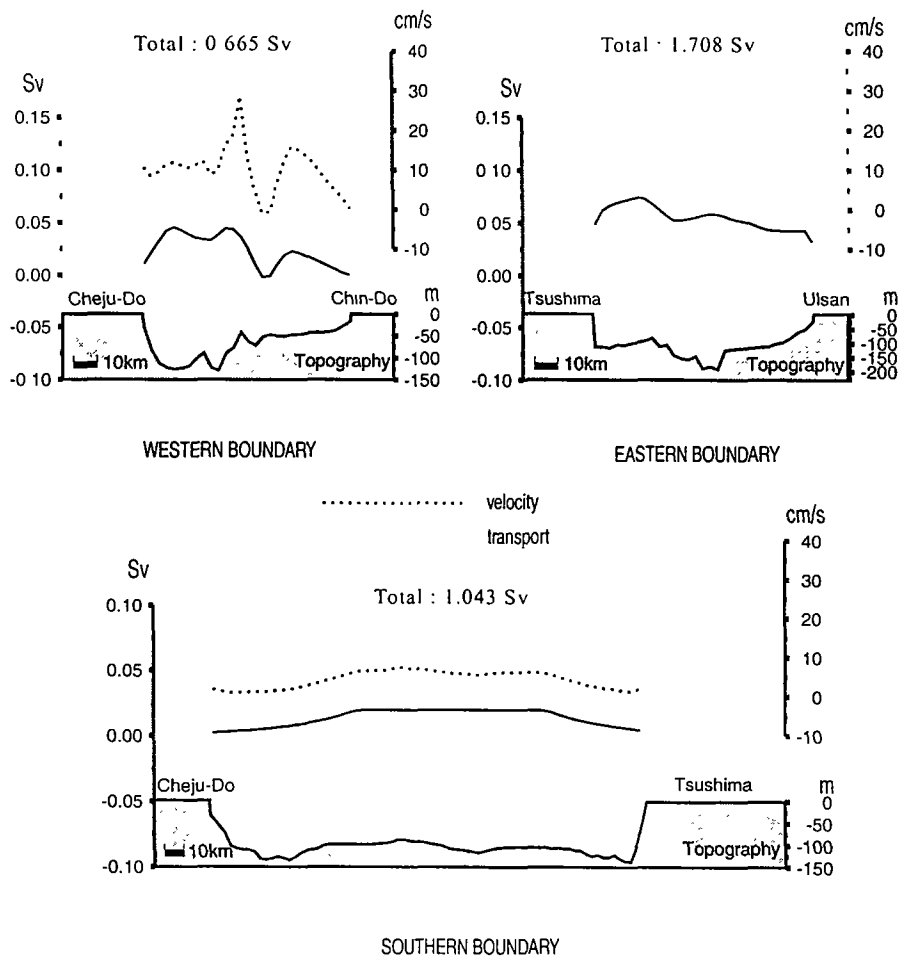 Total : 0 665 Sv
cm/s
40
30
20
10
0
-10
Sv
0.15
0.10
0.05
0.00
-0.05
-0 10
Cheju-Do
Chin-Do
m
0
-50
-100
-150
10km
Topography
WESTERN BOUNDARY
Total · 1.708 Sv
cm/s
40
30
20
10
0
-10
Sv
0.15
0.10
0.05
0.00
-0.05
-0.10
Tsushima
Ulsan
m
0
-50
-100
-150
-200
10km
Topography
EASTERN BOUNDARY
velocity
transport
Total : 1.043 Sv
cm/s
40
30
20
10
0
-10
Sv
0.10
0.05
0.00
-0.05
-0.10
Cheju-Do
Tsushima
m
0
-50
-100
-150
10km
Topography
SOUTHERN BOUNDARY